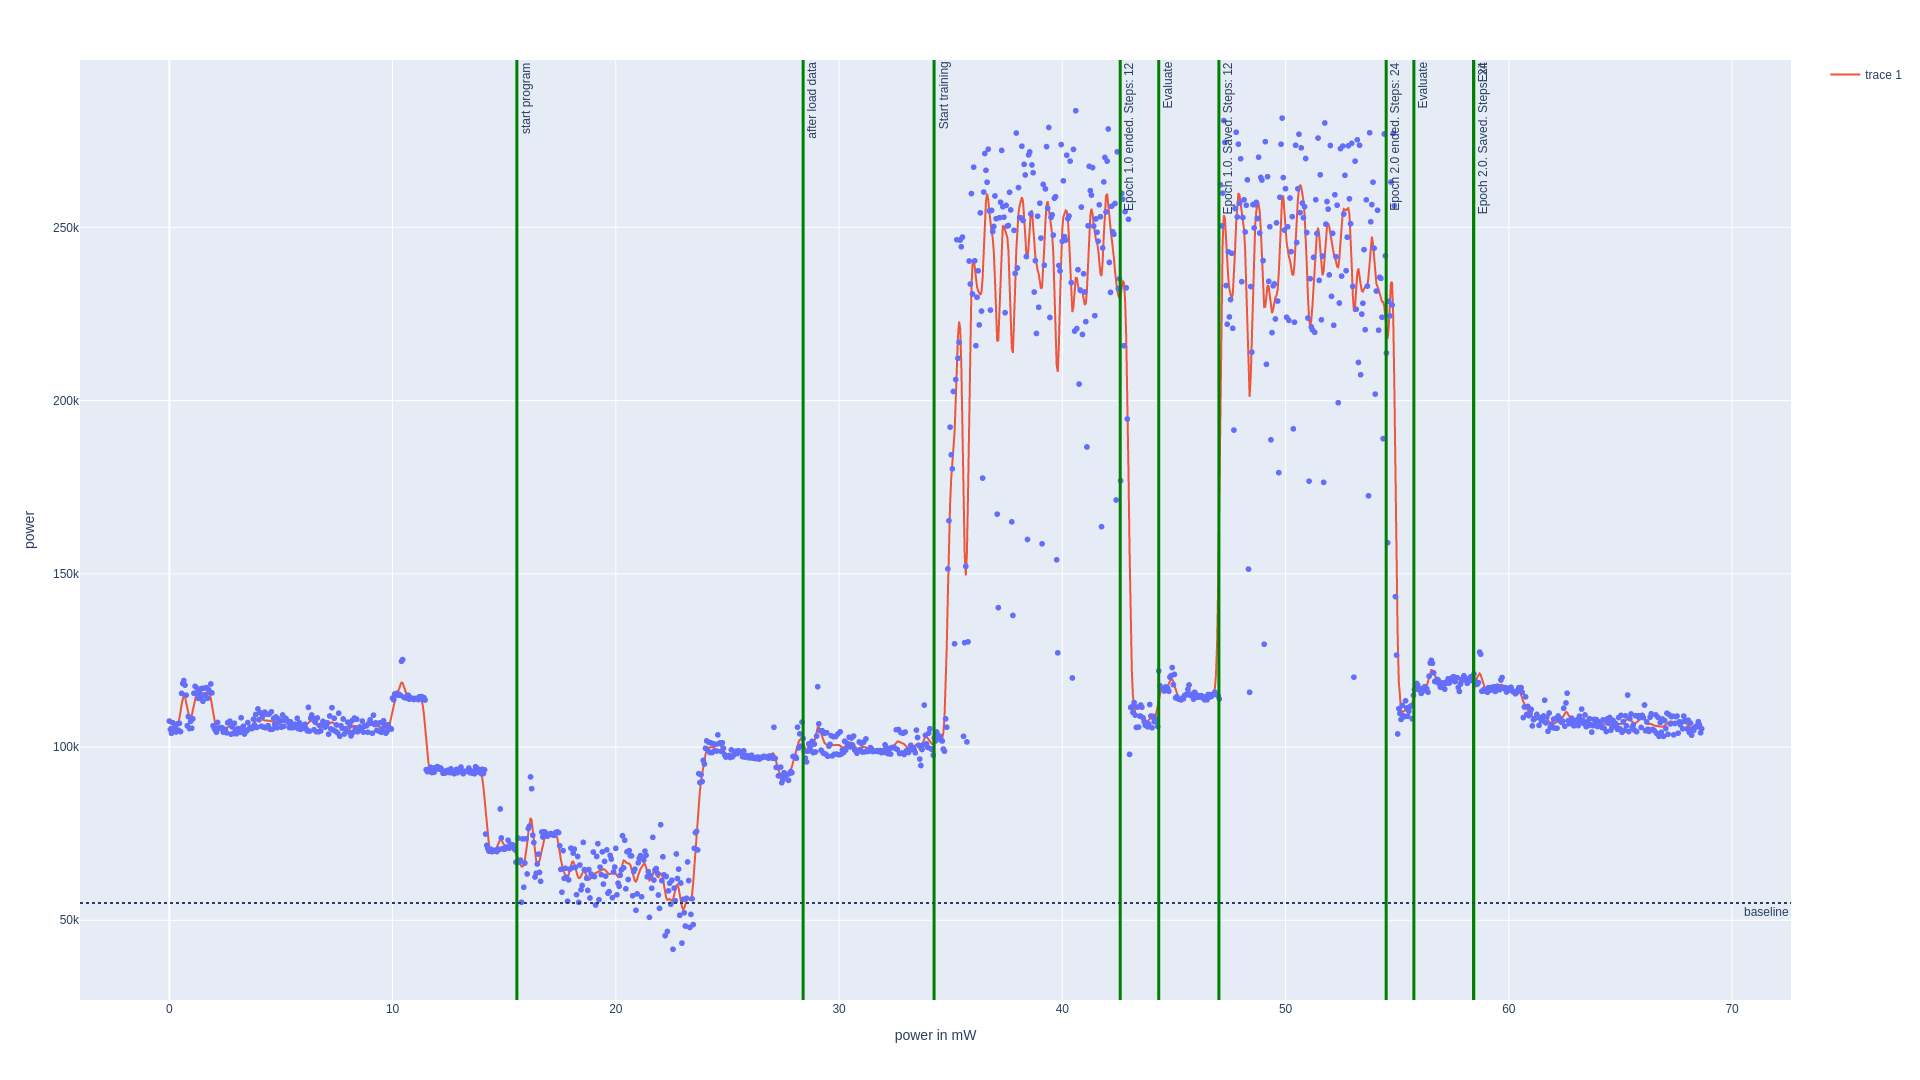 start program
after load data
Start training
Epoch 1.0 ended. Steps: 12
Evaluate
Epoch 1.0. Saved. Steps: 12
Epoch 2.0 ended. Steps: 24
Evaluate
Epoch 2.0. Saved. Steps: 24
Exit
trace 1
250k
200k
150k
100k
50k
power
baseline
0 10 20 30 40 50 60 70
power in mW